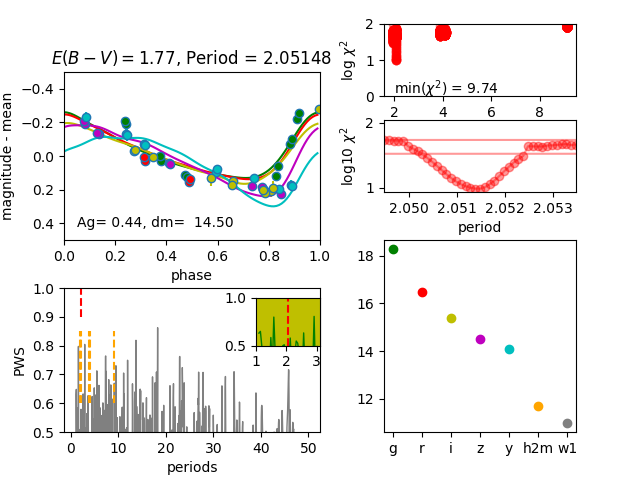 E(B − V) = 1.77, Period = 2.05148
magnitude - mean
−0.4
−0.2
0.0
0.2
0.4
Ag= 0.44, dm=  14.50
0.0 0.2 0.4 0.6 0.8 1.0
phase
log χ²
2
1
0
min(χ²) = 9.74
2 4 6 8
log10 χ²
2
1
2.050 2.051 2.052 2.053
period
PWS
1.0
0.9
0.8
0.7
0.6
0.5
1.0
0.5
1 2 3
0 10 20 30 40 50
periods
18
16
14
12
g r i z y h2m w1